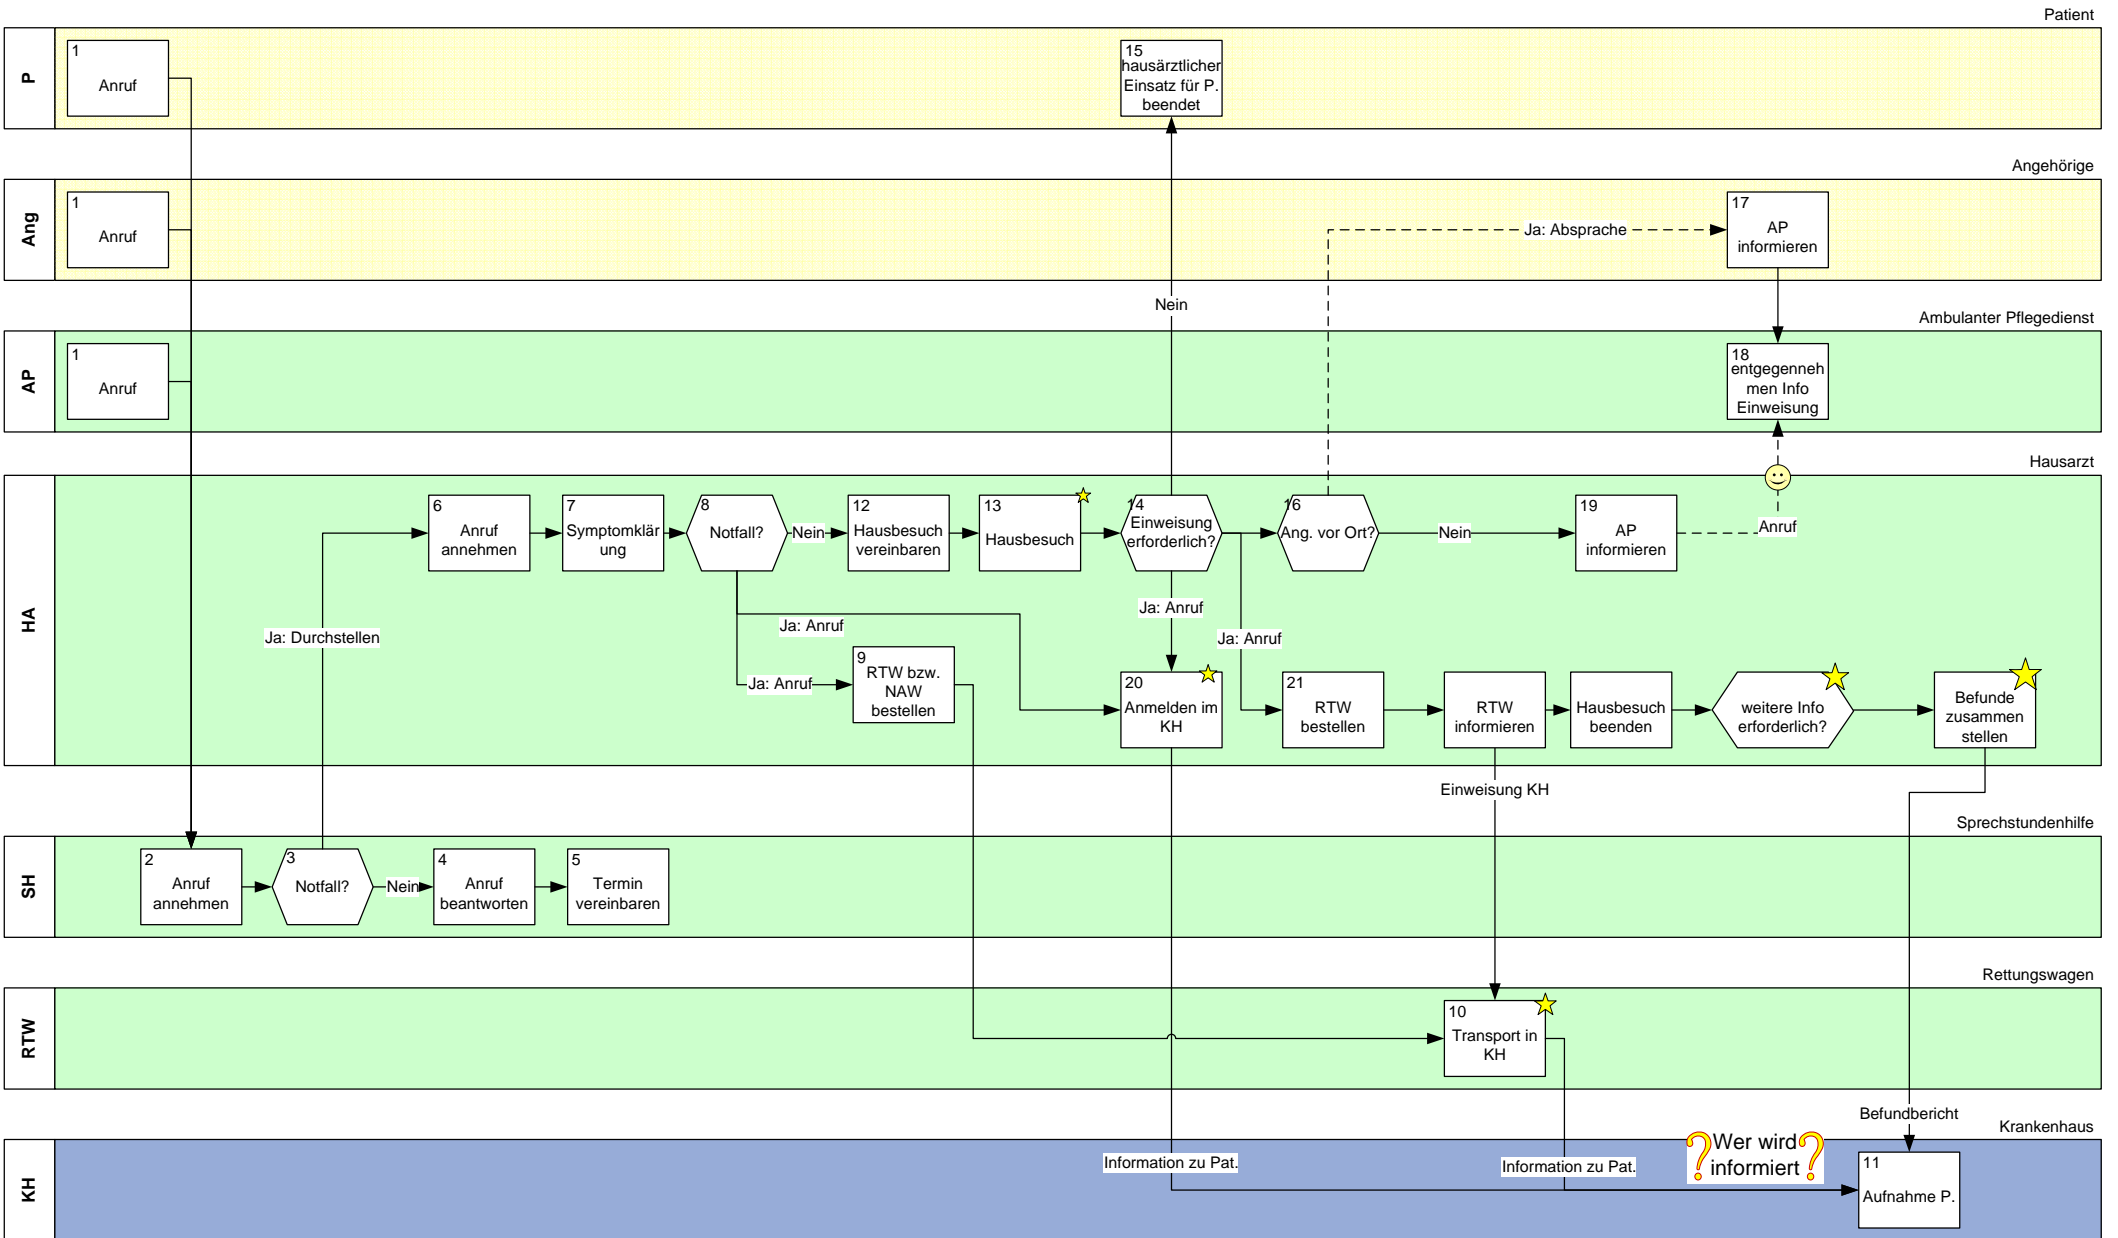 Patient
P
1
Anruf
15
hausärztlicher
Einsatz für P.
beendet
Angehörige
Ang
1
Anruf
Ja: Absprache
17
AP
informieren
Nein
Ambulanter Pflegedienst
AP
1
Anruf
18
entgegenneh
men Info
Einweisung
Hausarzt
HA
6
Anruf
annehmen
7
Symptomklär
ung
8
Notfall?
Nein
12
Hausbesuch
vereinbaren
13
Hausbesuch
14
Einweisung
erforderlich?
16
Ang. vor Ort?
Nein
19
AP
informieren
Anruf
Ja: Durchstellen
Ja: Anruf
Ja: Anruf
Ja: Anruf
Ja: Anruf
9
RTW bzw.
NAW
bestellen
20
Anmelden im
KH
21
RTW
bestellen
RTW
informieren
Hausbesuch
beenden
weitere Info
erforderlich?
Befunde
zusammen
stellen
Einweisung KH
Sprechstundenhilfe
SH
2
Anruf
annehmen
3
Notfall?
Nein
4
Anruf
beantworten
5
Termin
vereinbaren
Rettungswagen
RTW
10
Transport in
KH
Befundbericht
Krankenhaus
KH
Information zu Pat.
Information zu Pat.
? Wer wird ?
informiert
11
Aufnahme P.